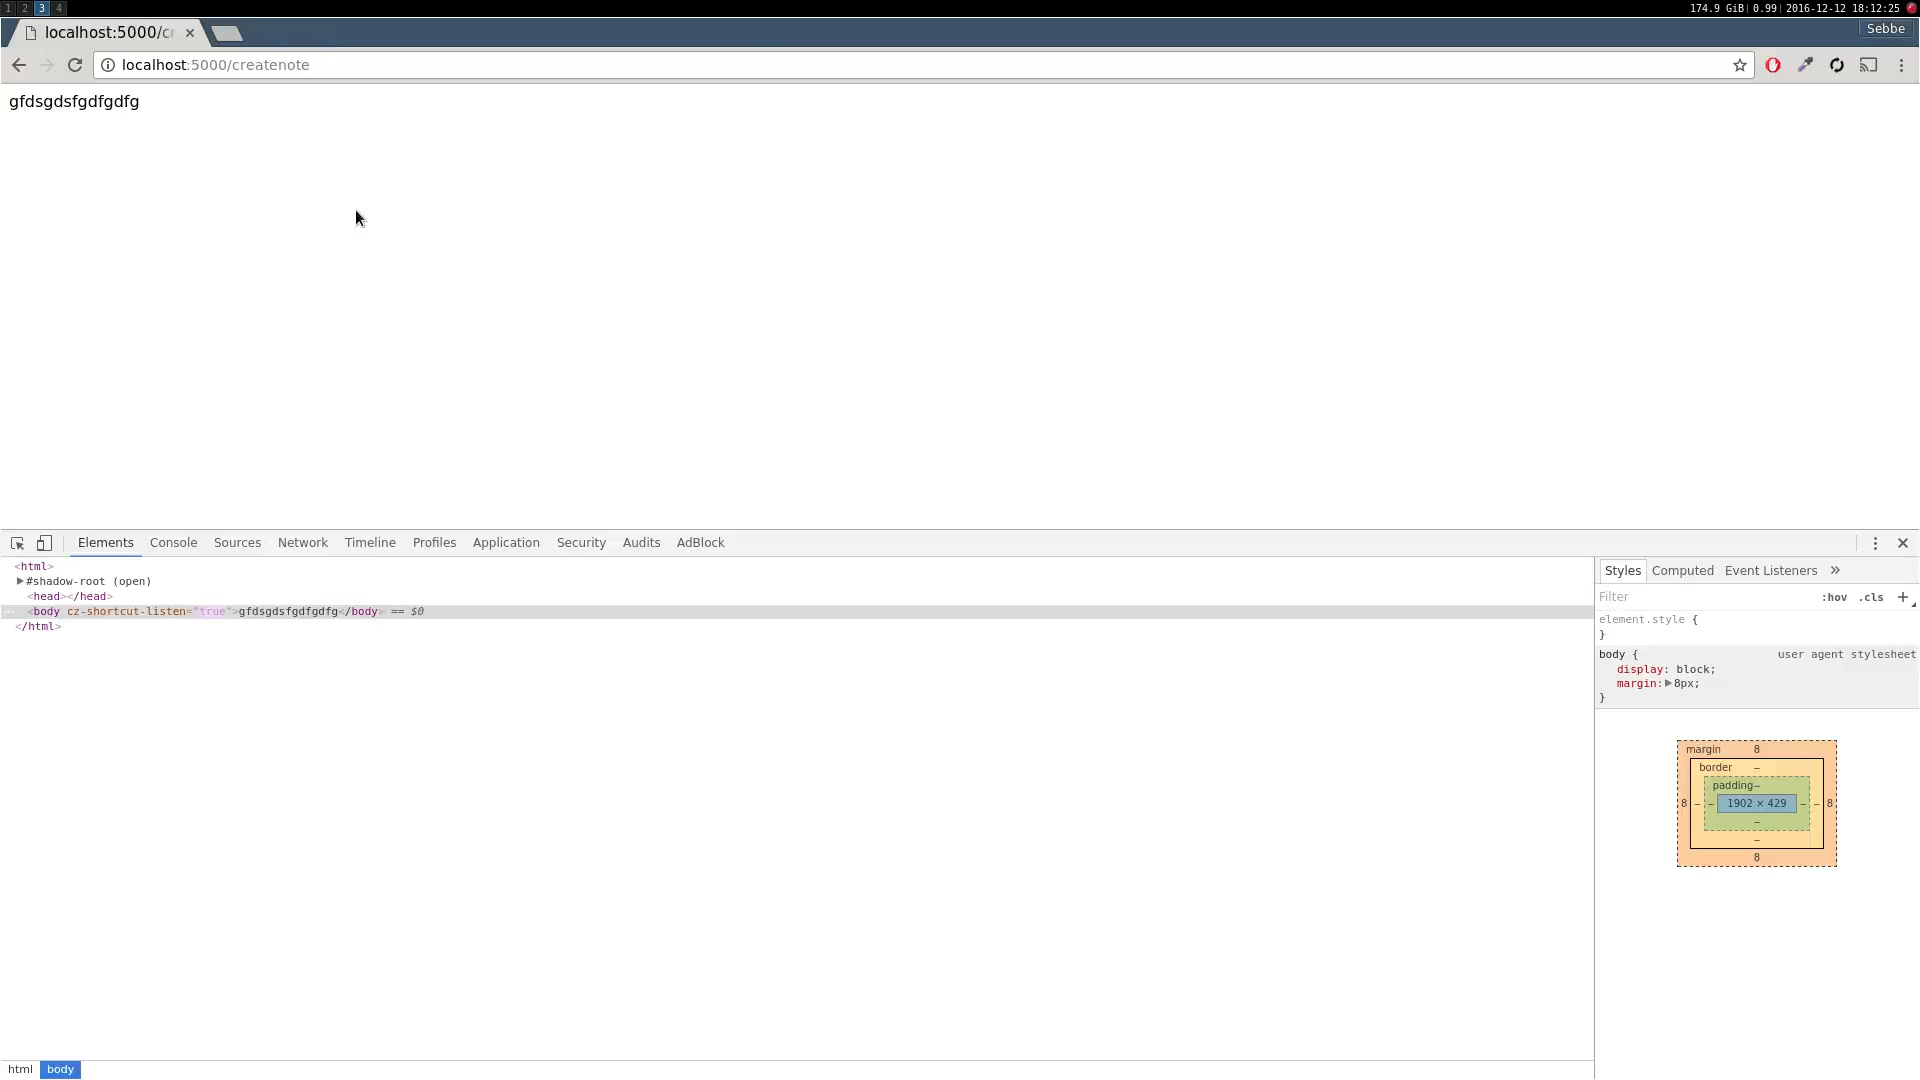 1 2 3 4 174.9 GiB| 0.99| 2016-12-12 18:12:25
localhost:5000/cr Sebbe
localhost:5000/createnote
gfdsgdsfgdfgdfg
Elements Console Sources Network Timeline Profiles Application Security Audits AdBlock
<html>
#shadow-root (open)
<head></head>
<body cz-shortcut-listen="true">gfdsgdsfgdfgdfg</body> == $0
</html>
Styles Computed Event Listeners »
Filter :hov .cls +
element.style {
}
body { user agent stylesheet
display: block;
margin: 8px;
}
margin 8
border –
padding –
8 – – 1902 × 429 – – 8
–
–
8
html body